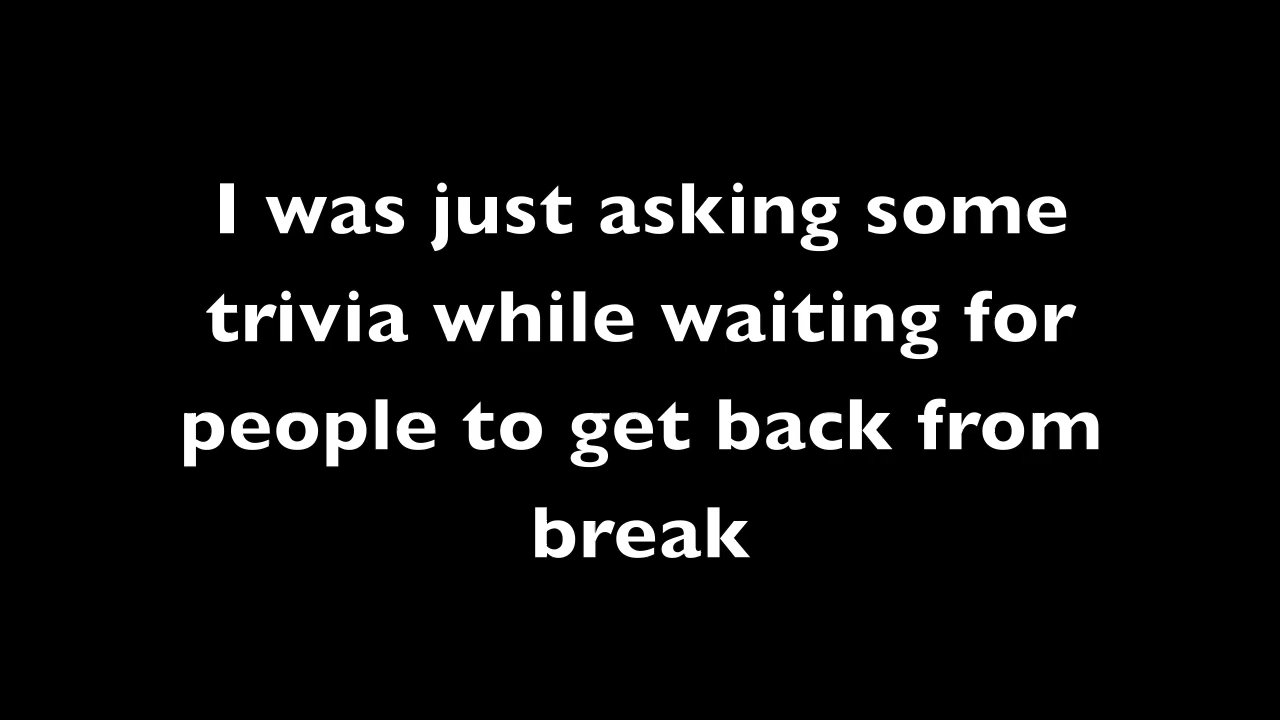 I was just asking some
trivia while waiting for
people to get back from
break